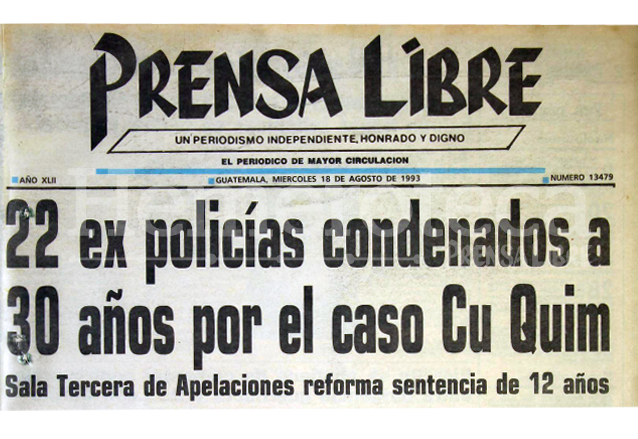 PRENSA LIBRE
UN PERIODISMO INDEPENDIENTE, HONRADO Y DIGNO
EL PERIODICO DE MAYOR CIRCULACION
AÑO XLII GUATEMALA, MIERCOLES 18 DE AGOSTO DE 1993 NUMERO 13479
22 ex policías condenados a
30 años por el caso Cu Quim
Sala Tercera de Apelaciones reforma sentencia de 12 años